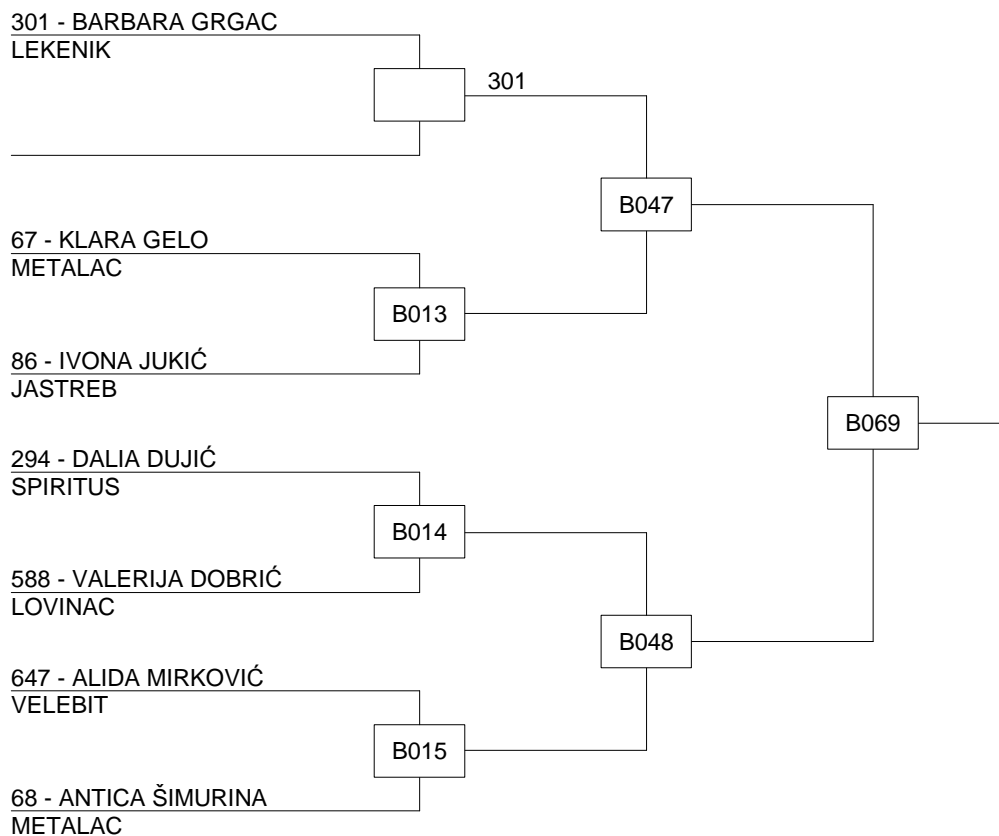 301 - BARBARA GRGAC
LEKENIK
301
B047
67 - KLARA GELO
METALAC
B013
86 - IVONA JUKIĆ
JASTREB
B069
294 - DALIA DUJIĆ
SPIRITUS
B014
588 - VALERIJA DOBRIĆ
LOVINAC
B048
647 - ALIDA MIRKOVIĆ
VELEBIT
B015
68 - ANTICA ŠIMURINA
METALAC